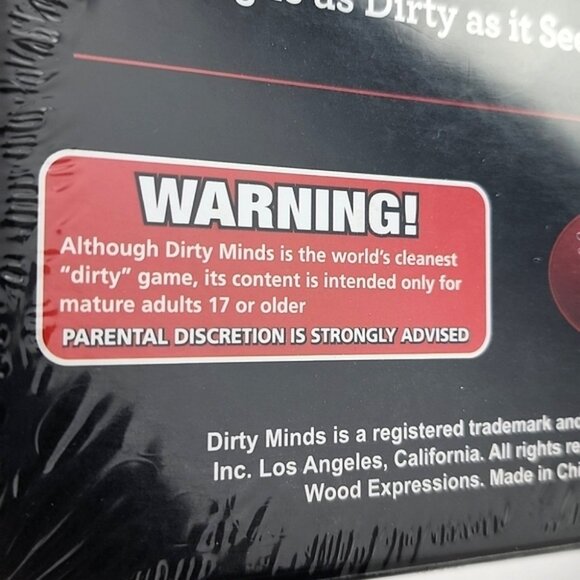 as Dirty as it
WARNING!
Although Dirty Minds is the world's cleanest
"dirty" game, its content is intended only for
mature adults 17 or older
PARENTAL DISCRETION IS STRONGLY ADVISED
Dirty Minds is a registered trademark and
Inc. Los Angeles, California. All rights
Wood Expressions. Made in